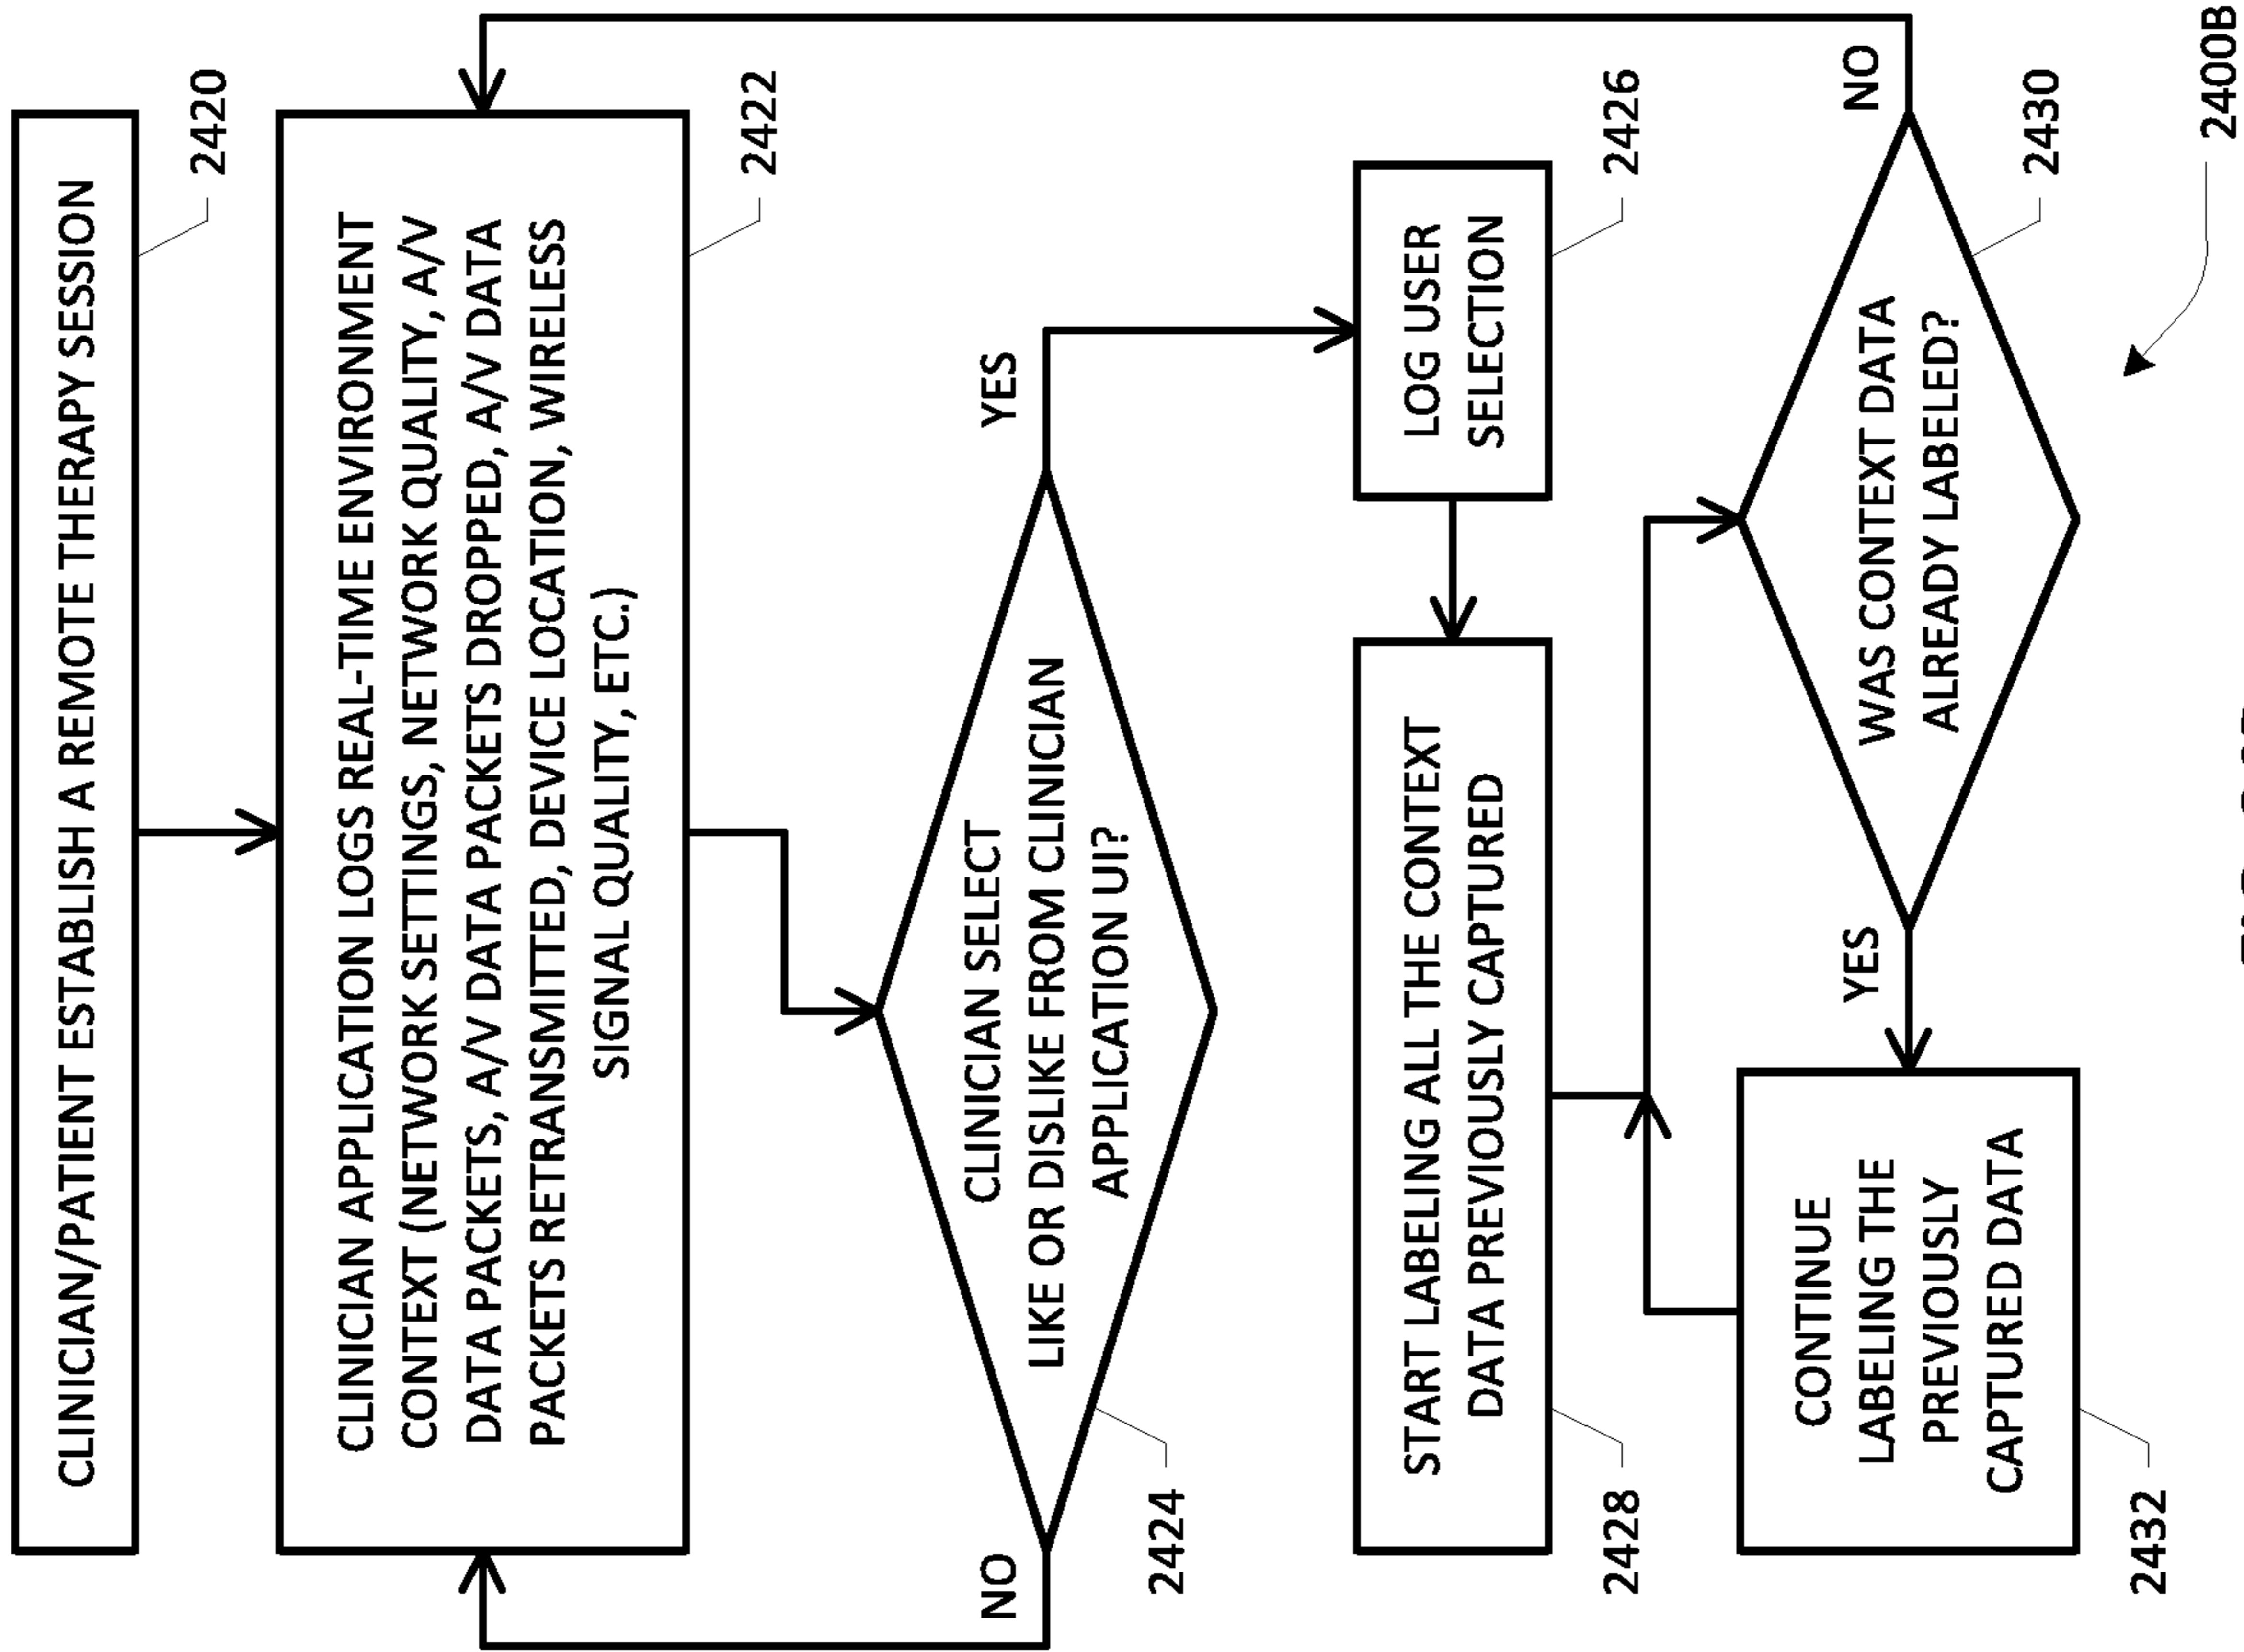 CLINICIAN/PATIENT ESTABLISH A REMOTE THERAPY SESSION
2420
CLINICIAN APPLICATION LOGS REAL-TIME ENVIRONMENT
CONTEXT (NETWORK SETTINGS, NETWORK QUALITY, A/V
DATA PACKETS, A/V DATA PACKETS DROPPED, A/V DATA
PACKETS RETRANSMITTED, DEVICE LOCATION, WIRELESS
SIGNAL QUALITY, ETC.)
2422
NO
CLINICIAN SELECT
LIKE OR DISLIKE FROM CLINICIAN
APPLICATION UI?
YES
2424
LOG USER
SELECTION
2426
START LABELING ALL THE CONTEXT
DATA PREVIOUSLY CAPTURED
2428
WAS CONTEXT DATA
ALREADY LABELED?
NO
YES
2430
CONTINUE
LABELING THE
PREVIOUSLY
CAPTURED DATA
2432
2400B